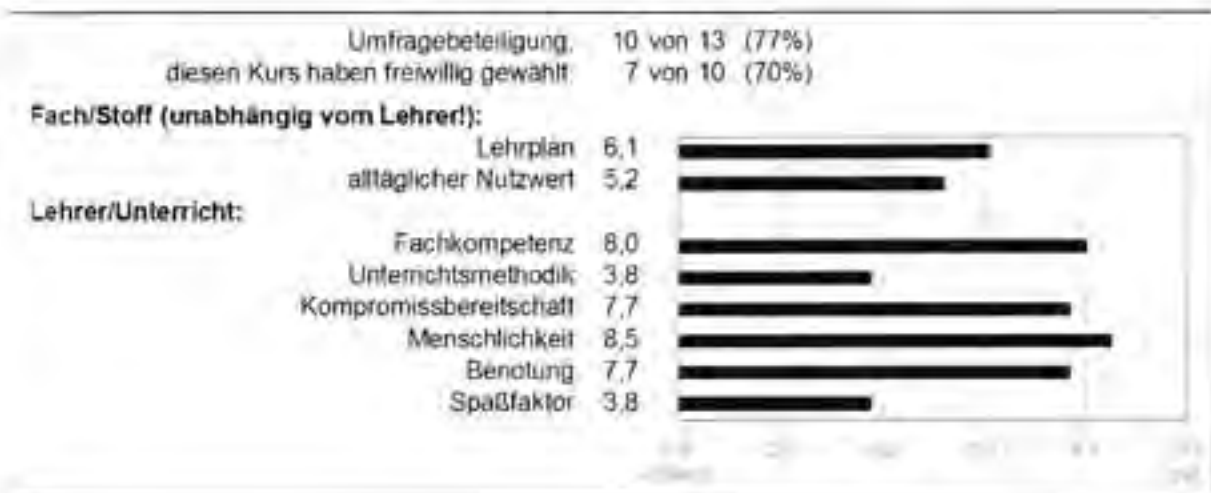 Umfragebeteiligung: 10 von 13 (77%)
diesen Kurs haben freiwillig gewählt: 7 von 10 (70%)
Fach/Stoff (unabhängig vom Lehrer!):
Lehrplan 6,1
alltäglicher Nutzwert 5,2
Lehrer/Unterricht:
Fachkompetenz 8,0
Unterrichtsmethodik 3,8
Kompromissbereitschaft 7,7
Menschlichkeit 8,5
Benotung 7,7
Spaßfaktor 3,8